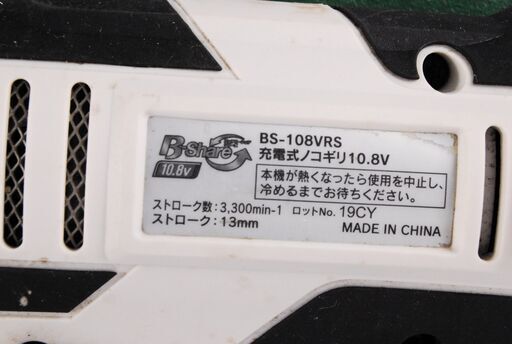 B-Share
10.8v
BS-108VRS
充電式ノコギリ10.8V
本機が熱くなったら使用を中止し、
冷めるまでお待ちください。
ストローク数:3,300min-1 ロットNo. 19CY
ストローク:13mm
MADE IN CHINA